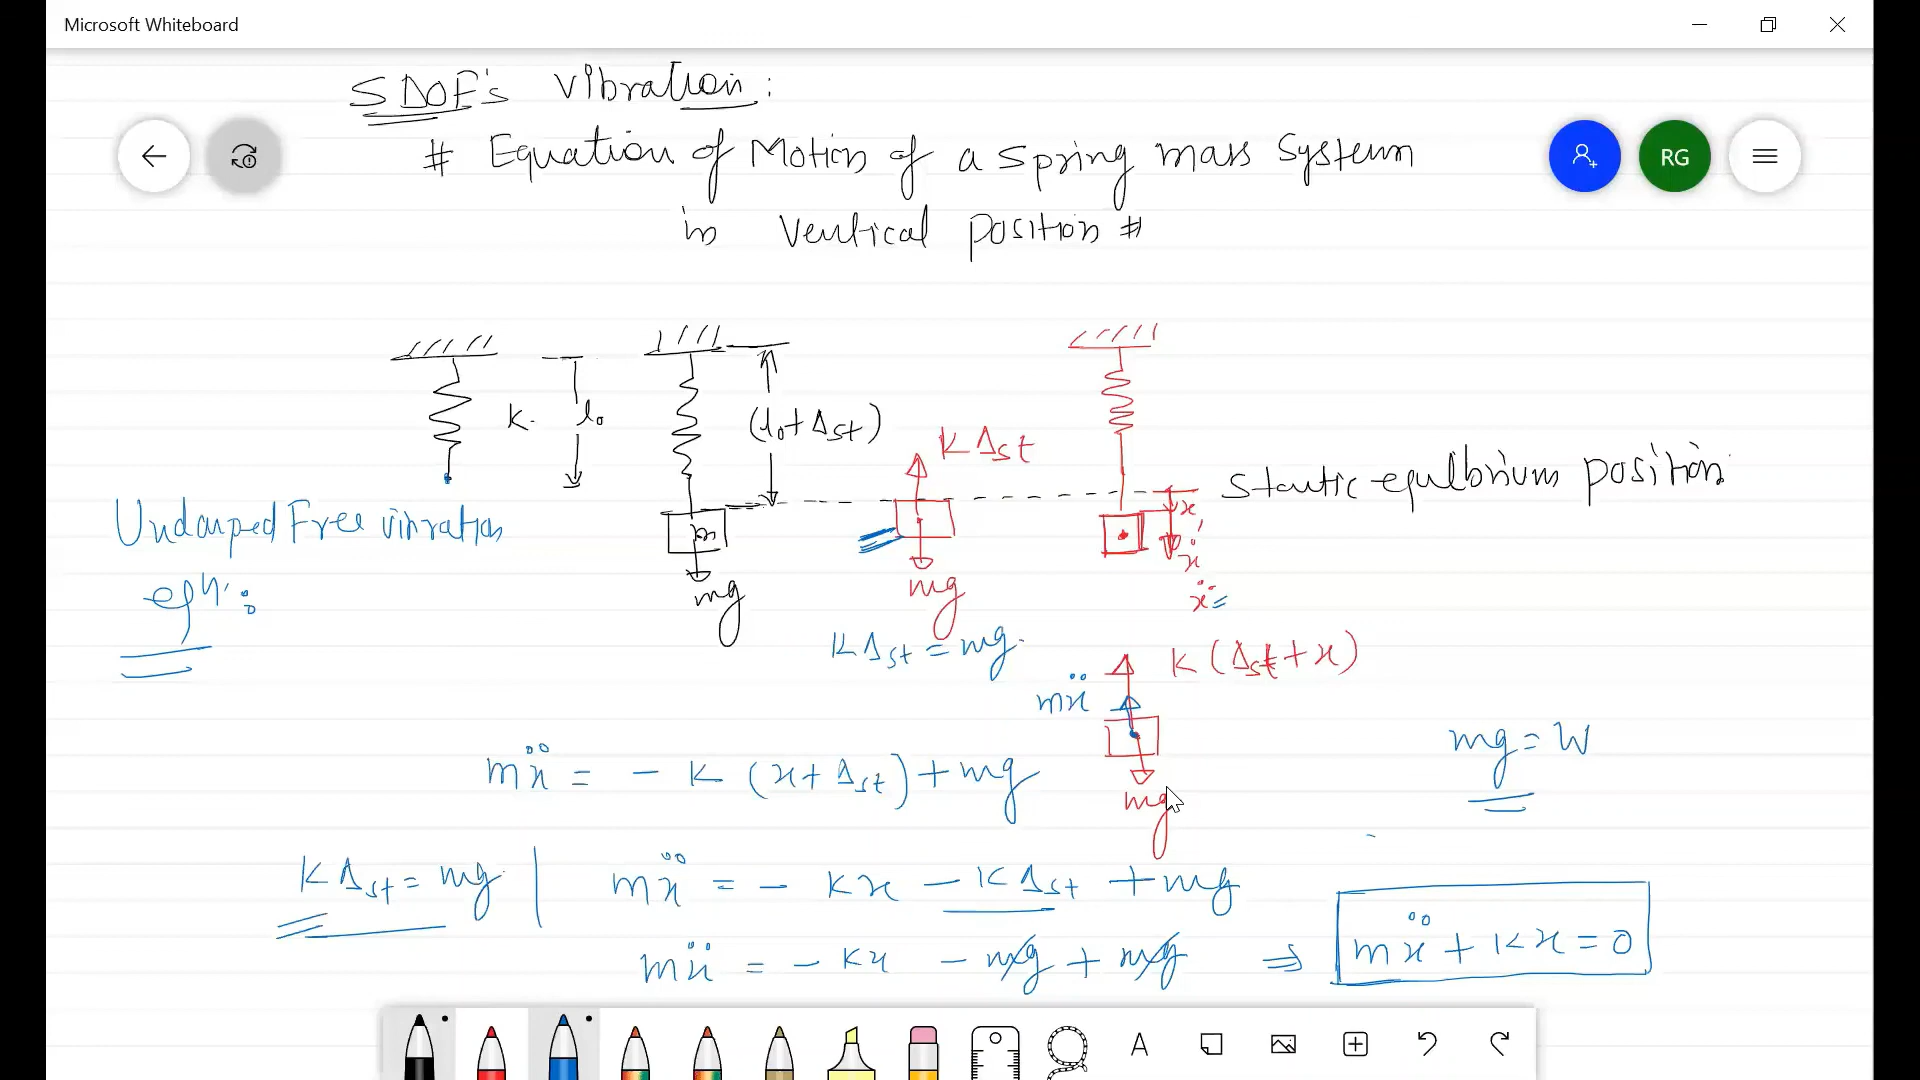 Microsoft Whiteboard
SDOF's Vibration :
# Equation of Motion of a spring mass system
in Vertical position #
RG
K.
l₀
(l₀+Δst)
KΔst
Static equlbrium position
x
ẋ
ẍ=
m
mg
mg
Undamped Free vibration
eqⁿ:
KΔst = mg.
K(Δst+x)
mẍ
mg
mg = W
mẍ = - K (x+Δst) + mg
KΔst = mg | mẍ = - Kx - KΔst + mg
mẍ = - Kx - mg + mg ⇒ mẍ + Kx = 0
A